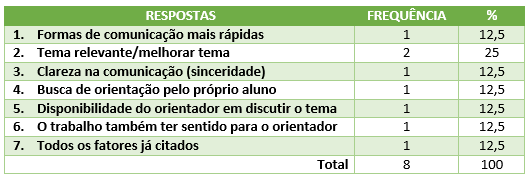 RESPOSTAS FREQUÊNCIA %
1. Formas de comunicação mais rápidas 1 12,5
2. Tema relevante/melhorar tema 2 25
3. Clareza na comunicação (sinceridade) 1 12,5
4. Busca de orientação pelo próprio aluno 1 12,5
5. Disponibilidade do orientador em discutir o tema 1 12,5
6. O trabalho também ter sentido para o orientador 1 12,5
7. Todos os fatores já citados 1 12,5
Total 8 100